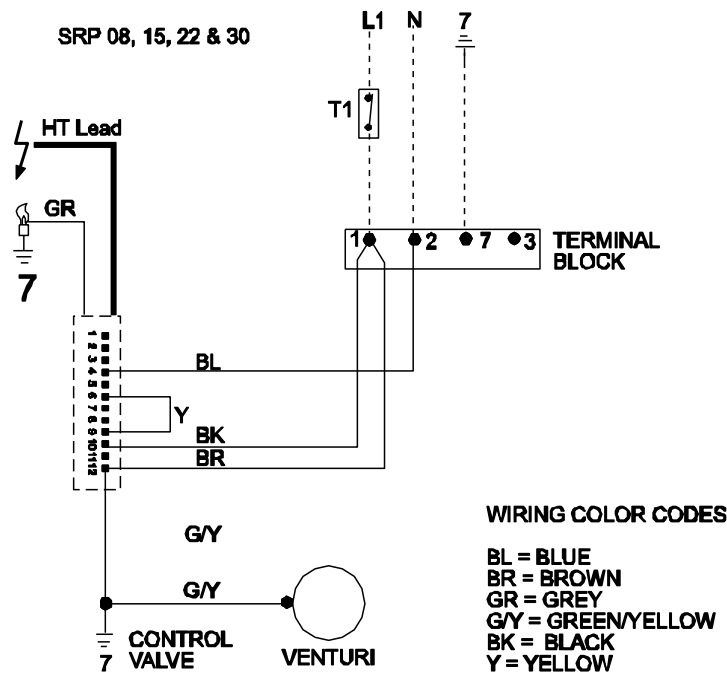 L1 N 7
SRP 08, 15, 22 & 30
T1
HT Lead
GR
7
1 2 7 3
TERMINAL
BLOCK
1
2
3
4
5
6
7
8
9
10
11
12
BL
Y
BK
BR
G/Y
G/Y
7
CONTROL
VALVE
VENTURI
WIRING COLOR CODES
BL = BLUE
BR = BROWN
GR = GREY
G/Y = GREEN/YELLOW
BK = BLACK
Y = YELLOW